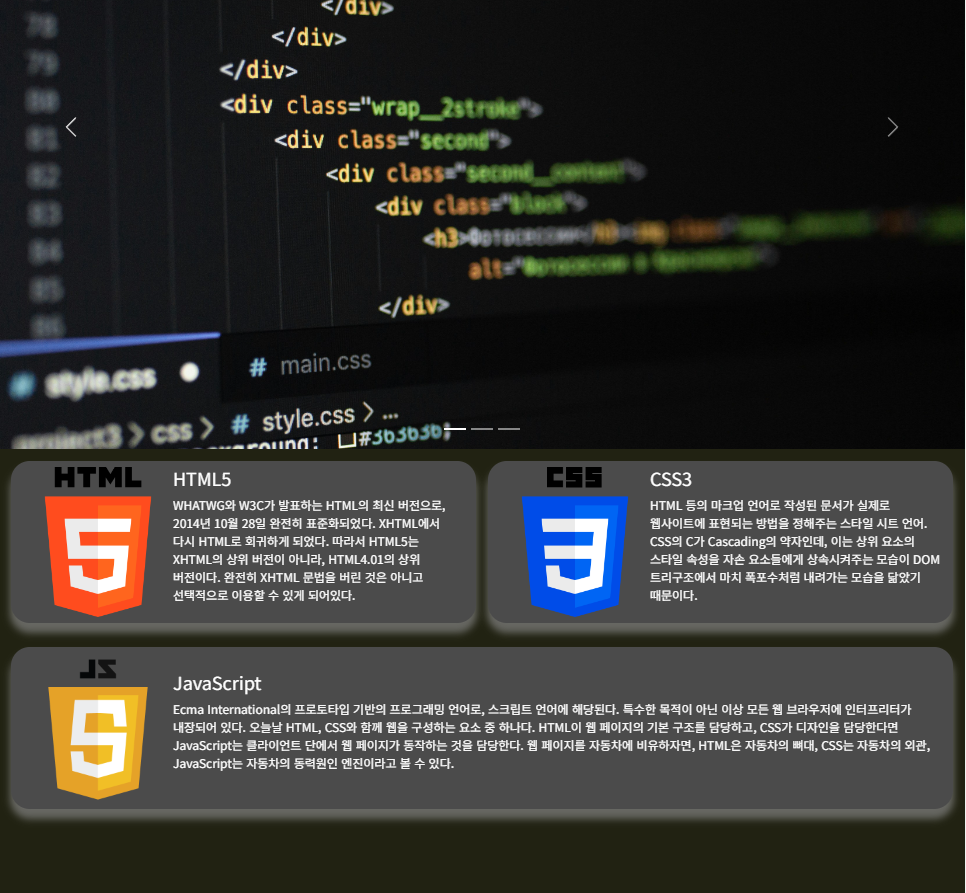 78
</div>
79
</div>
80
</div>
81
<div class="wrap__2stroke">
82
<div class="second">
83
<div class="second__content">
84
<div class="block">
85
<h3>
86
alt="
</div>
# style.css
# main.css
project3 > css > # style.css > ...
background: #363636;
HTML
HTML5
WHATWG와 W3C가 발표하는 HTML의 최신 버전으로,
2014년 10월 28일 완전히 표준화되었다. XHTML에서
다시 HTML로 회귀하게 되었다. 따라서 HTML5는
XHTML의 상위 버전이 아니라, HTML4.01의 상위
버전이다. 완전히 XHTML 문법을 버린 것은 아니고
선택적으로 이용할 수 있게 되어있다.
CSS
CSS3
HTML 등의 마크업 언어로 작성된 문서가 실제로
웹사이트에 표현되는 방법을 정해주는 스타일 시트 언어.
CSS의 C가 Cascading의 약자인데, 이는 상위 요소의
스타일 속성을 자손 요소들에게 상속시켜주는 모습이 DOM
트리구조에서 마치 폭포수처럼 내려가는 모습을 닮았기
때문이다.
JS
JavaScript
Ecma International의 프로토타입 기반의 프로그래밍 언어로, 스크립트 언어에 해당된다. 특수한 목적이 아닌 이상 모든 웹 브라우저에 인터프리터가
내장되어 있다. 오늘날 HTML, CSS와 함께 웹을 구성하는 요소 중 하나다. HTML이 웹 페이지의 기본 구조를 담당하고, CSS가 디자인을 담당한다면
JavaScript는 클라이언트 단에서 웹 페이지가 동작하는 것을 담당한다. 웹 페이지를 자동차에 비유하자면, HTML은 자동차의 뼈대, CSS는 자동차의 외관,
JavaScript는 자동차의 동력원인 엔진이라고 볼 수 있다.